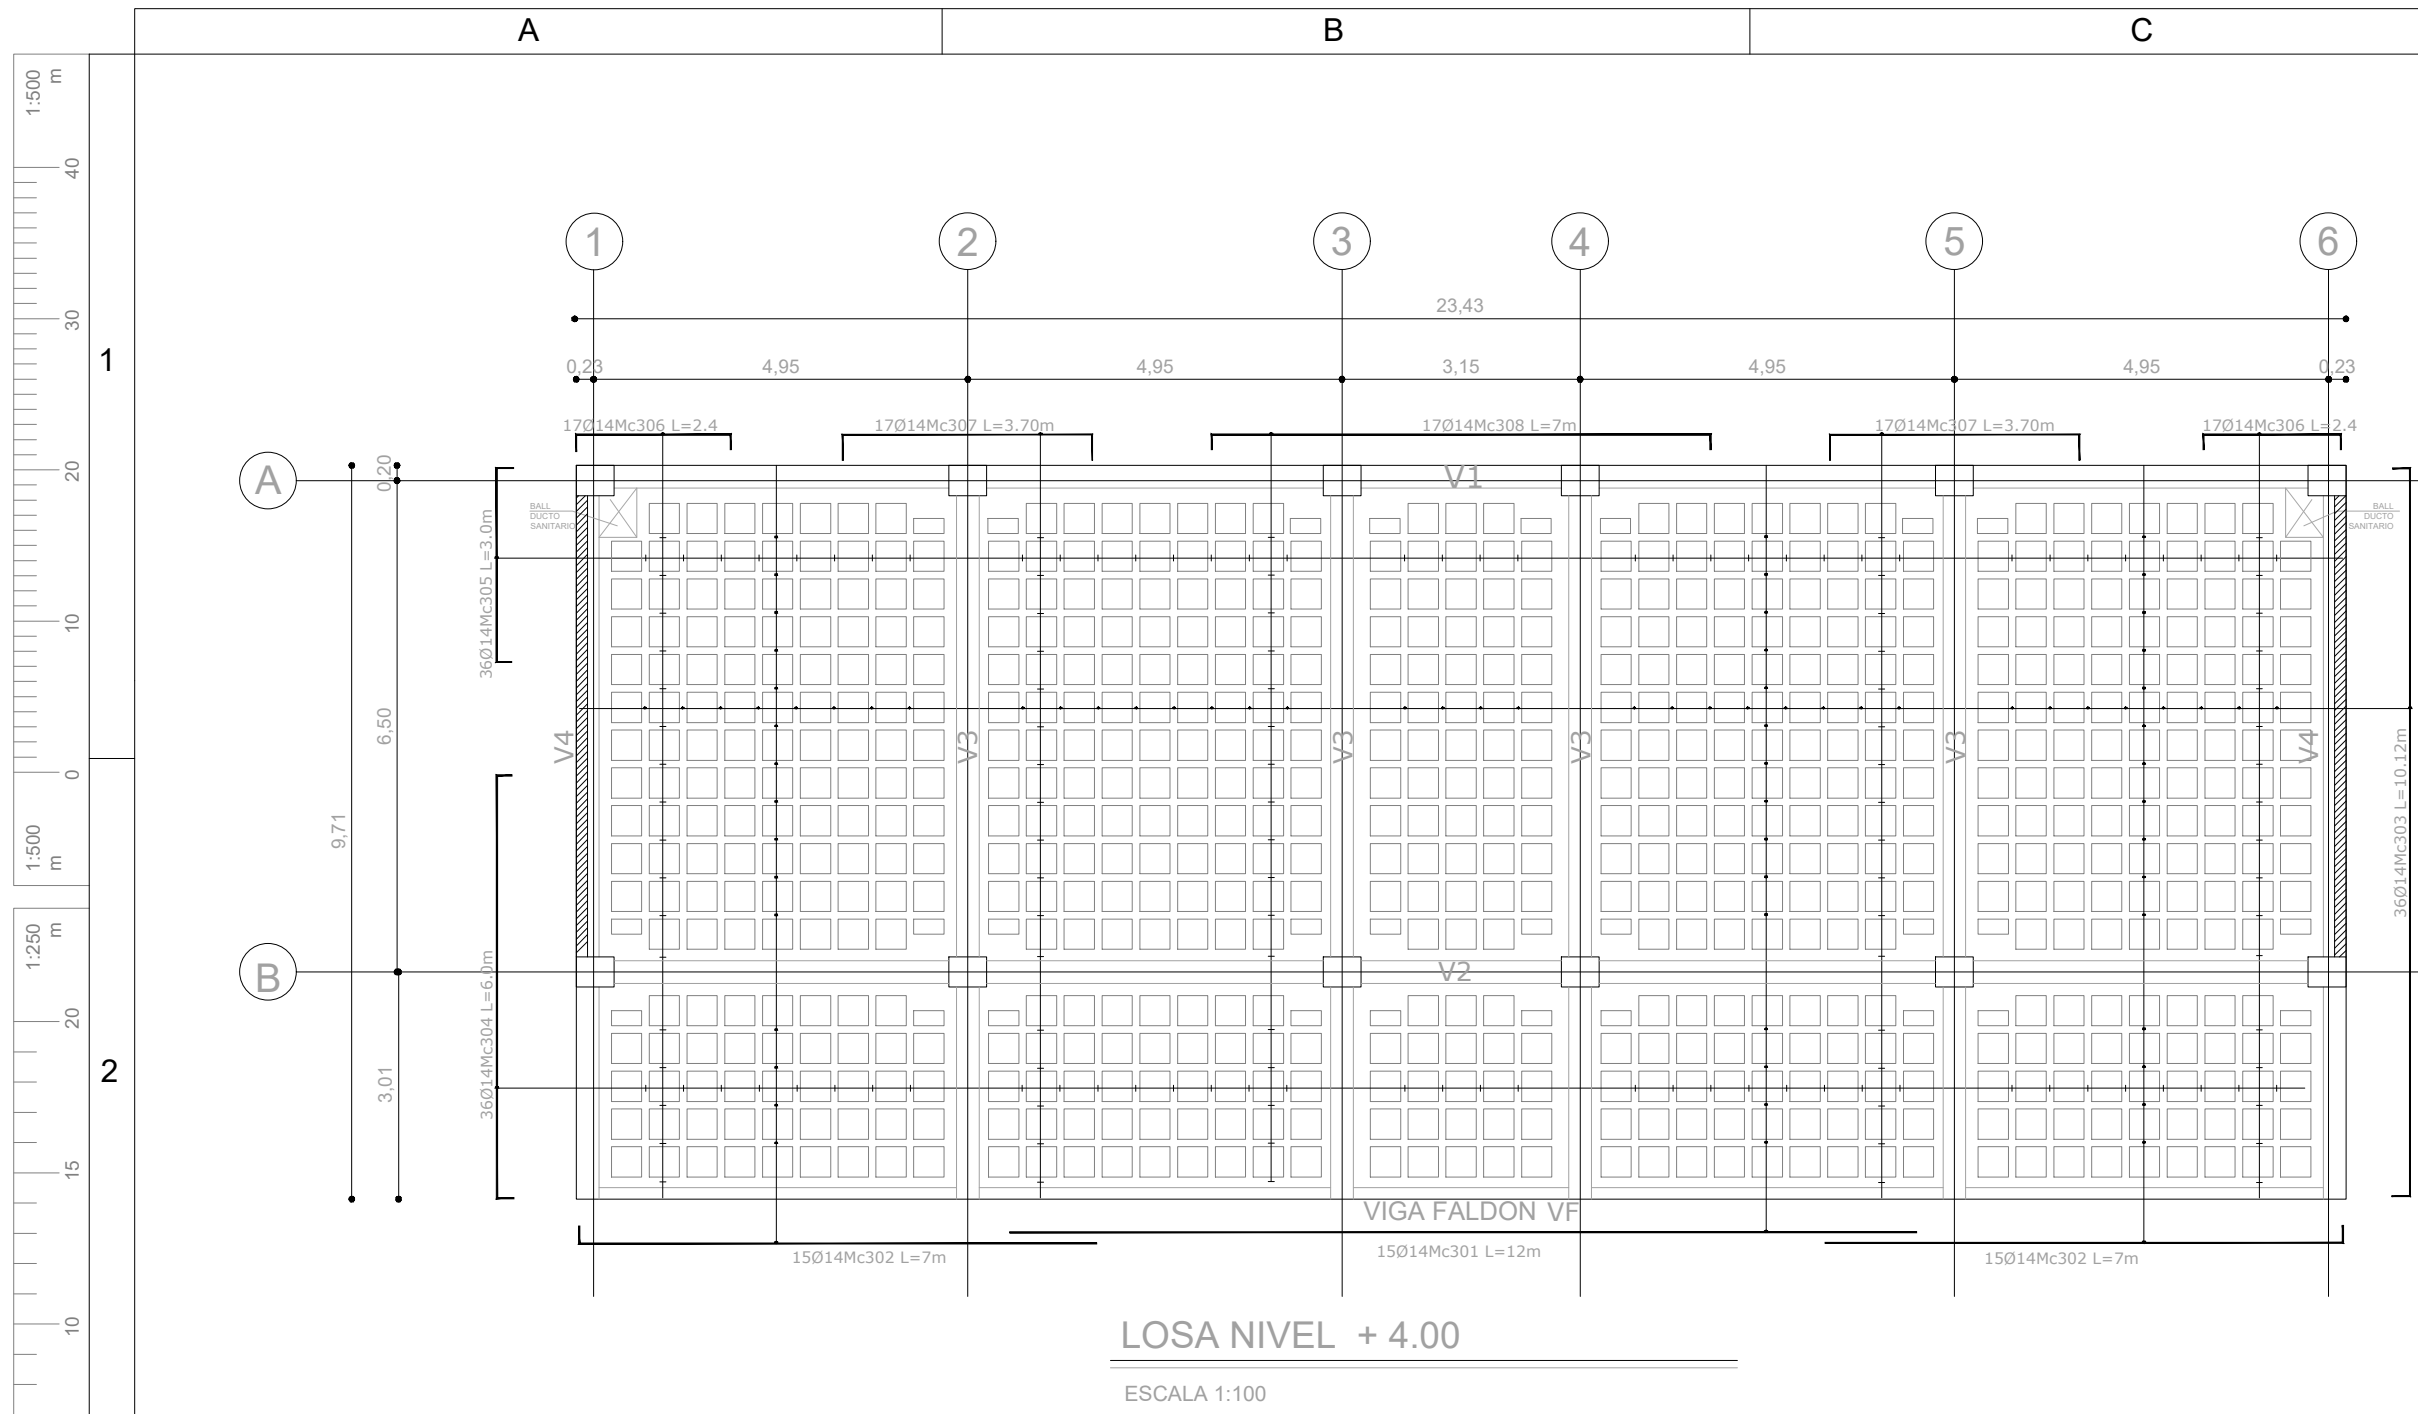 A
B
C
1:500
m
40
30
20
10
0
1:500
m
1:250
m
20
15
10
1
2
1
2
3
4
5
6
23,43
0,23
4,95
4,95
3,15
4,95
4,95
0,23
17Ø14Mc306 L=2.4
17Ø14Mc307 L=3.70m
17Ø14Mc308 L=7m
17Ø14Mc307 L=3.70m
17Ø14Mc306 L=2.4
A
B
0,20
6,50
9,71
3,01
36Ø14Mc305 L=3.0m
36Ø14Mc304 L=6.0m
36Ø14Mc303 L=10.12m
BALL
DUCTO
SANITARIO
BALL
DUCTO
SANITARIO
V1
V4
V3
V3
V3
V3
V4
V2
VIGA FALDON VF
15Ø14Mc302 L=7m
15Ø14Mc301 L=12m
15Ø14Mc302 L=7m
LOSA NIVEL + 4.00
ESCALA 1:100